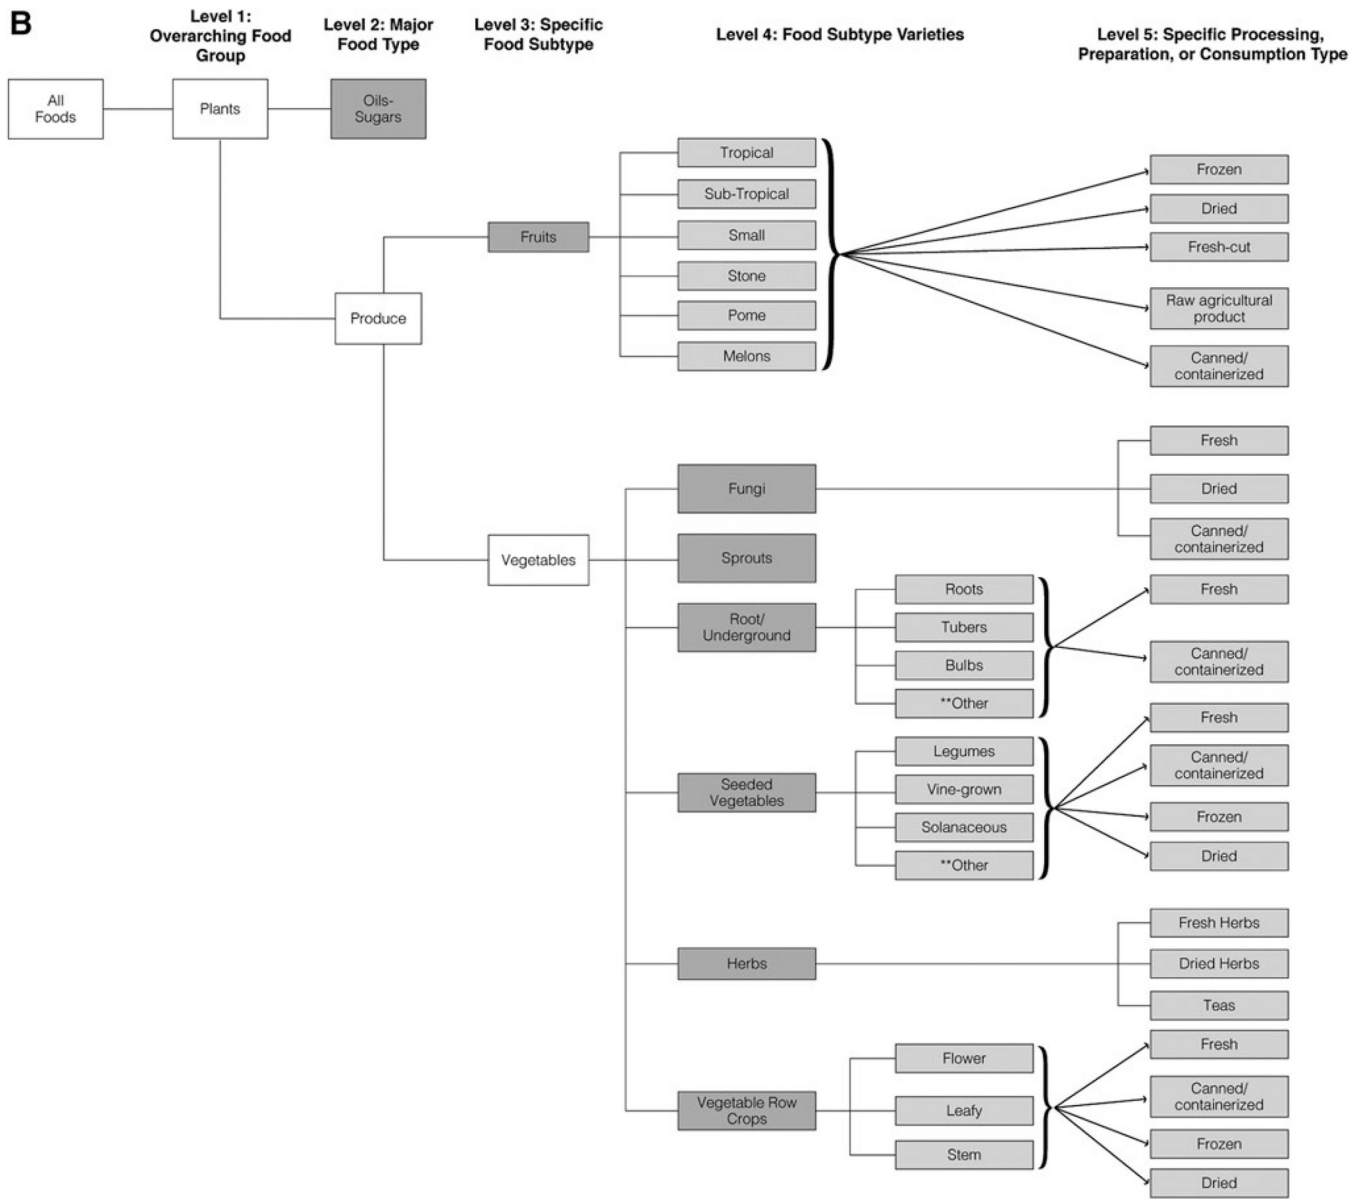 B
Level 1:
Overarching Food
Group
Level 2: Major
Food Type
Level 3: Specific
Food Subtype
Level 4: Food Subtype Varieties
Level 5: Specific Processing,
Preparation, or Consumption Type
All
Foods
Plants
Oils-
Sugars
Produce
Fruits
Tropical
Sub-Tropical
Small
Stone
Pome
Melons
Frozen
Dried
Fresh-cut
Raw agricultural
product
Canned/
containerized
Vegetables
Fungi
Fresh
Dried
Canned/
containerized
Sprouts
Root/
Underground
Roots
Tubers
Bulbs
**Other
Fresh
Canned/
containerized
Seeded
Vegetables
Legumes
Vine-grown
Solanaceous
**Other
Fresh
Canned/
containerized
Frozen
Dried
Herbs
Fresh Herbs
Dried Herbs
Teas
Vegetable Row
Crops
Flower
Leafy
Stem
Fresh
Canned/
containerized
Frozen
Dried